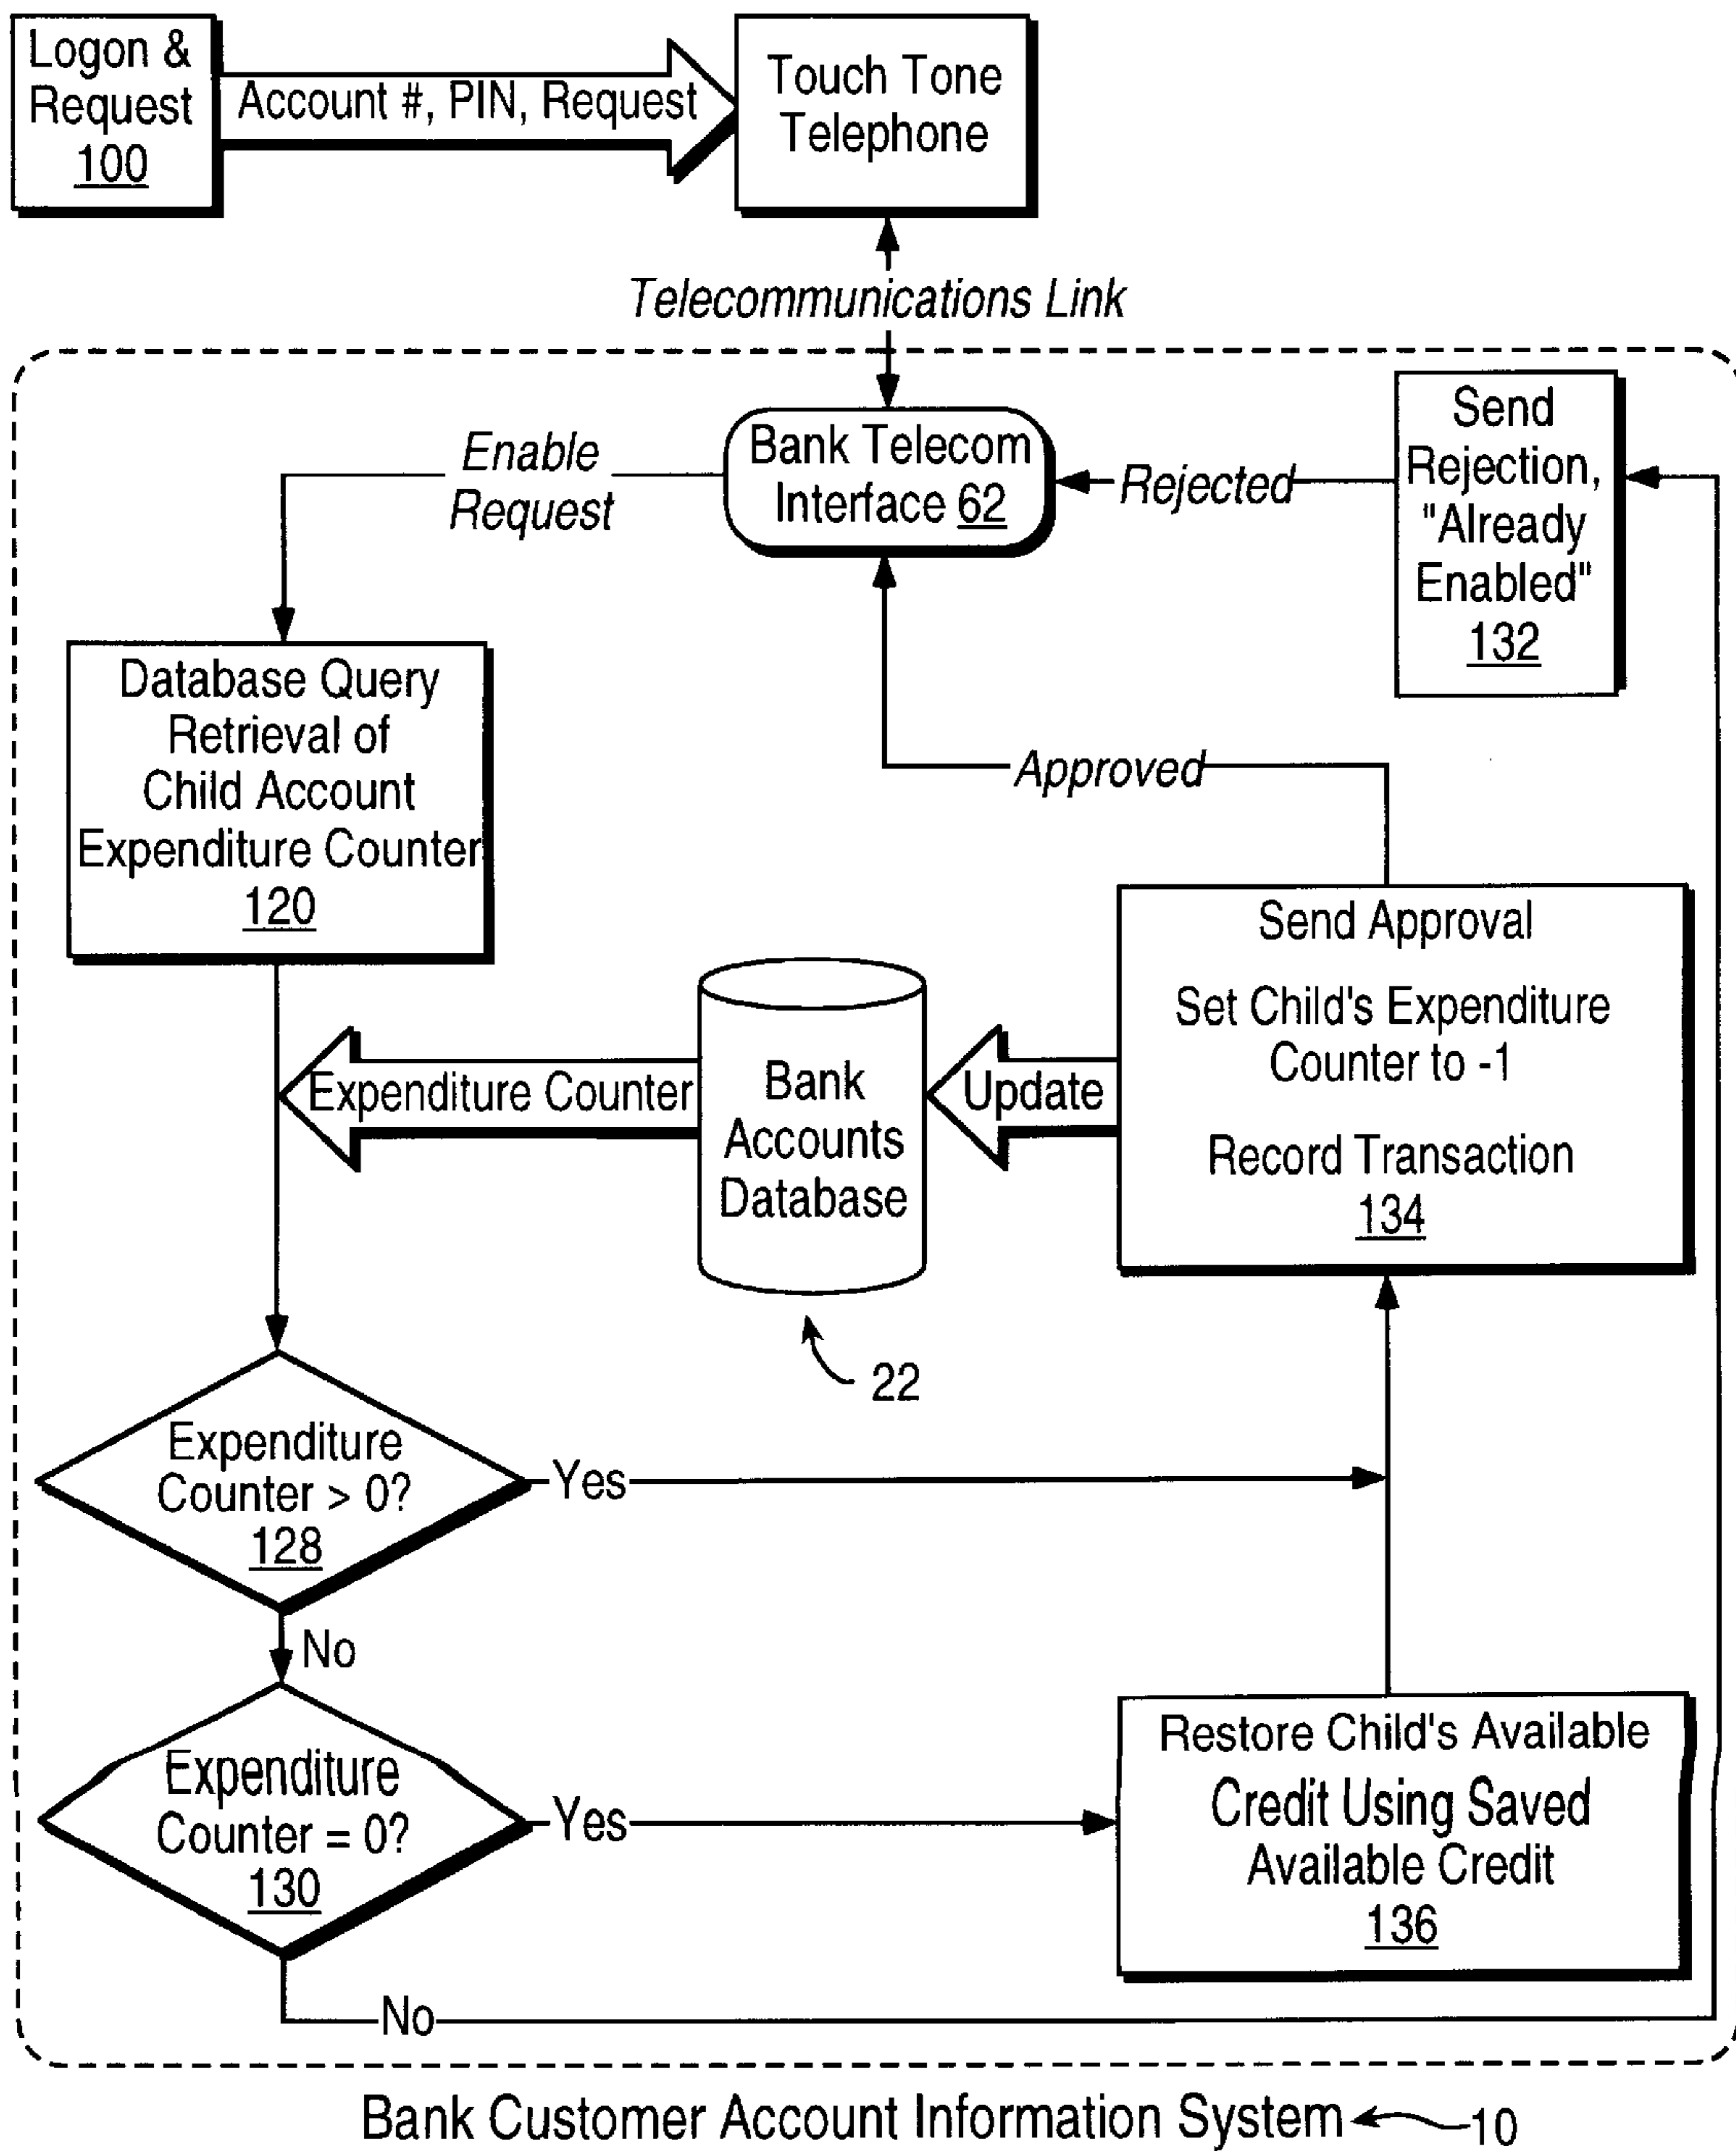 Logon &
Request
100
Account #, PIN, Request
Touch Tone
Telephone
Telecommunications Link
Enable
Request
Bank Telecom
Interface 62
Rejected
Send
Rejection,
"Already
Enabled"
132
Database Query
Retrieval of
Child Account
Expenditure Counter
120
Approved
Send Approval
Set Child's Expenditure
Counter to -1
Record Transaction
134
Expenditure Counter
Bank
Accounts
Database
Update
22
Expenditure
Counter > 0?
128
Yes
No
Expenditure
Counter = 0?
130
Yes
Restore Child's Available
Credit Using Saved
Available Credit
136
No
Bank Customer Account Information System
10